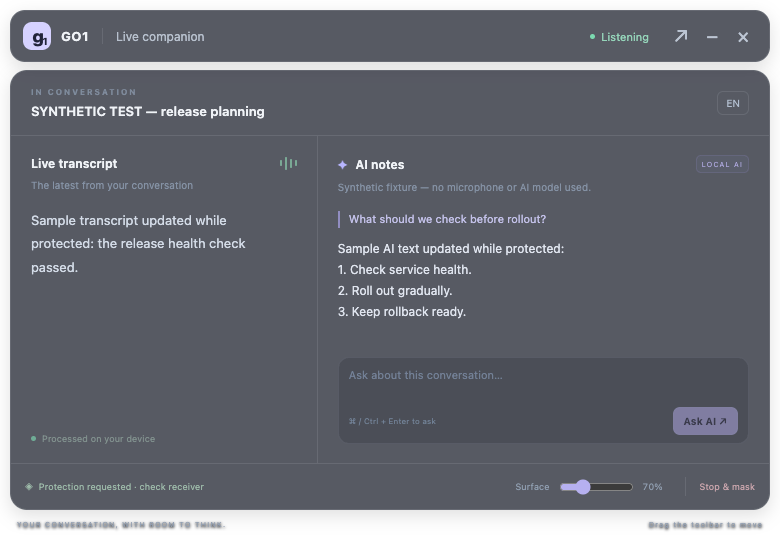 g1 GO1 Live companion Listening
IN CONVERSATION
SYNTHETIC TEST — release planning
EN
Live transcript
The latest from your conversation
Sample transcript updated while
protected: the release health check
passed.
Processed on your device
AI notes
LOCAL AI
Synthetic fixture — no microphone or AI model used.
What should we check before rollout?
Sample AI text updated while protected:
1. Check service health.
2. Roll out gradually.
3. Keep rollback ready.
Ask about this conversation...
⌘ / Ctrl + Enter to ask
Ask AI ↗
Protection requested · check receiver
Surface 70% Stop & mask
YOUR CONVERSATION, WITH ROOM TO THINK.
Drag the toolbar to move